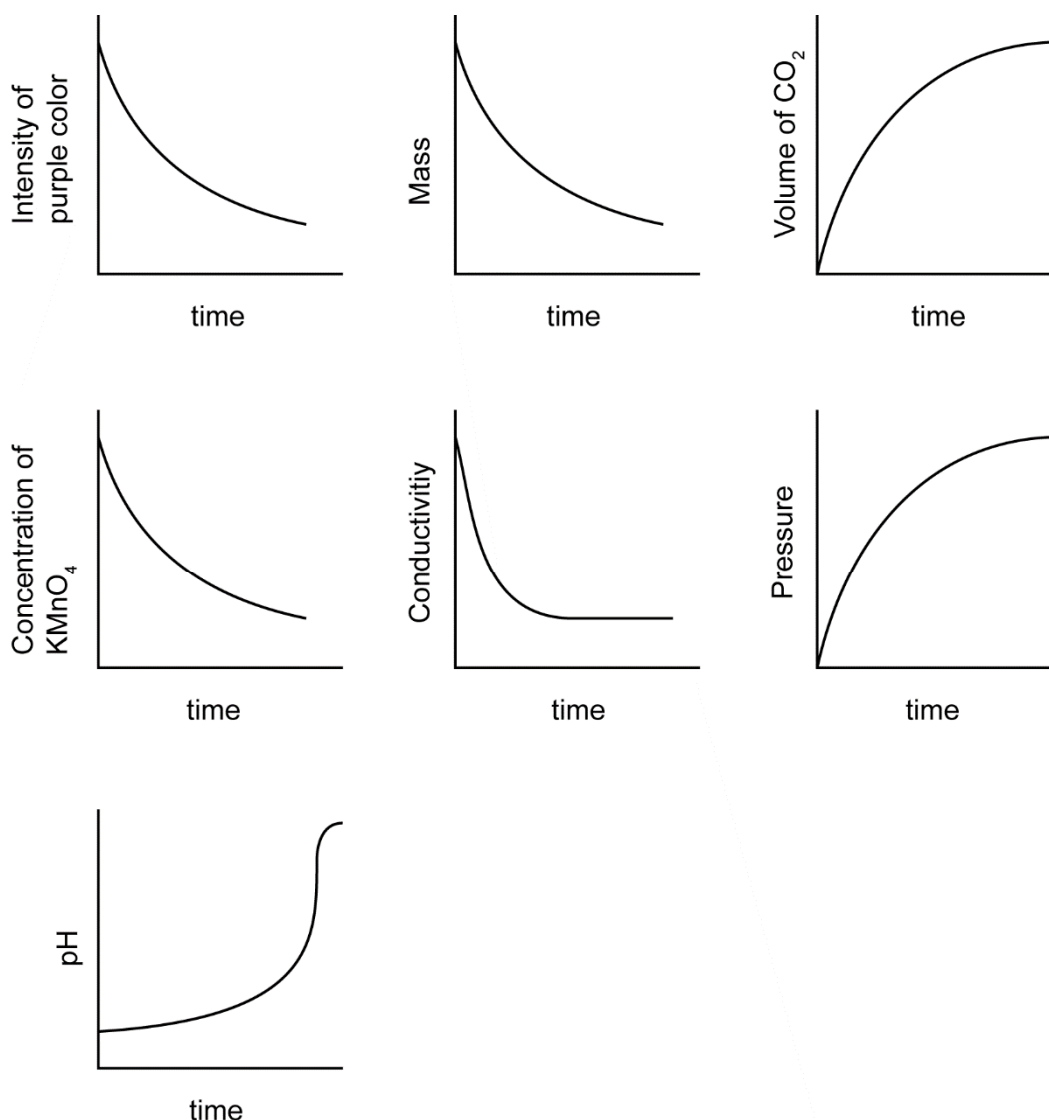 Intensity of
purple color
time
Mass
time
Volume of CO₂
time
Concentration of
KMnO₄
time
Conductivitiy
time
Pressure
time
pH
time